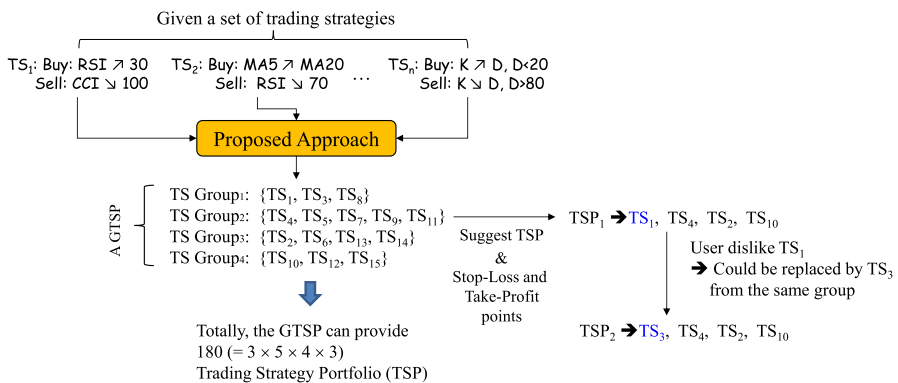 Given a set of trading strategies
TS1: Buy: RSI ↗ 30
Sell: CCI ↘ 100
TS2: Buy: MA5 ↗ MA20
Sell: RSI ↘ 70
...
TSn: Buy: K ↗ D, D<20
Sell: K ↘ D, D>80
Proposed Approach
A GTSP
TS Group1: {TS1, TS3, TS8}
TS Group2: {TS4, TS5, TS7, TS9, TS11}
TS Group3: {TS2, TS6, TS13, TS14}
TS Group4: {TS10, TS12, TS15}
Suggest TSP
&
Stop-Loss and
Take-Profit
points
TSP1 ➔ TS1, TS4, TS2, TS10
User dislike TS1
➔ Could be replaced by TS3
from the same group
TSP2 ➔ TS3, TS4, TS2, TS10
Totally, the GTSP can provide
180 (= 3 × 5 × 4 × 3)
Trading Strategy Portfolio (TSP)